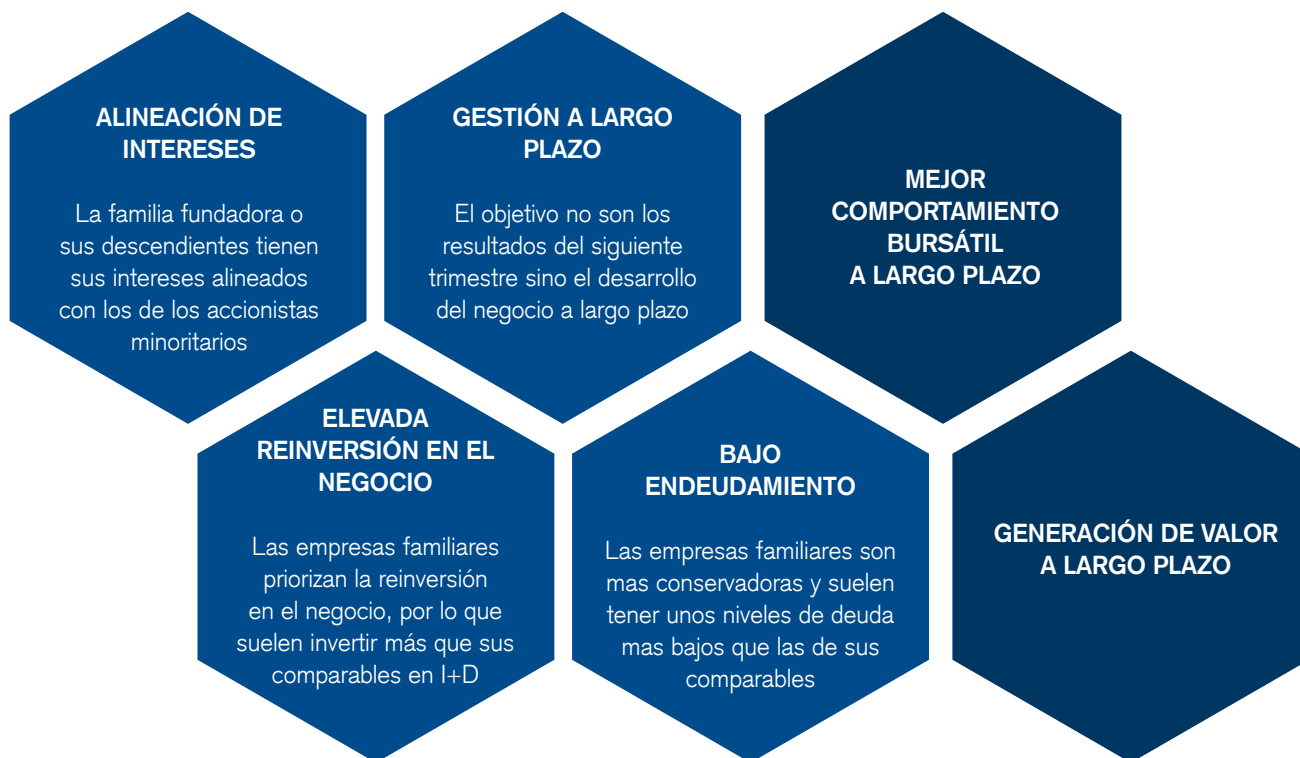 ALINEACIÓN DE
INTERESES
La familia fundadora o
sus descendientes tienen
sus intereses alineados
con los de los accionistas
minoritarios
GESTIÓN A LARGO
PLAZO
El objetivo no son los
resultados del siguiente
trimestre sino el desarrollo
del negocio a largo plazo
MEJOR
COMPORTAMIENTO
BURSÁTIL
A LARGO PLAZO
ELEVADA
REINVERSIÓN EN EL
NEGOCIO
Las empresas familiares
priorizan la reinversión
en el negocio, por lo que
suelen invertir más que sus
comparables en I+D
BAJO
ENDEUDAMIENTO
Las empresas familiares son
mas conservadoras y suelen
tener unos niveles de deuda
mas bajos que las de sus
comparables
GENERACIÓN DE VALOR
A LARGO PLAZO